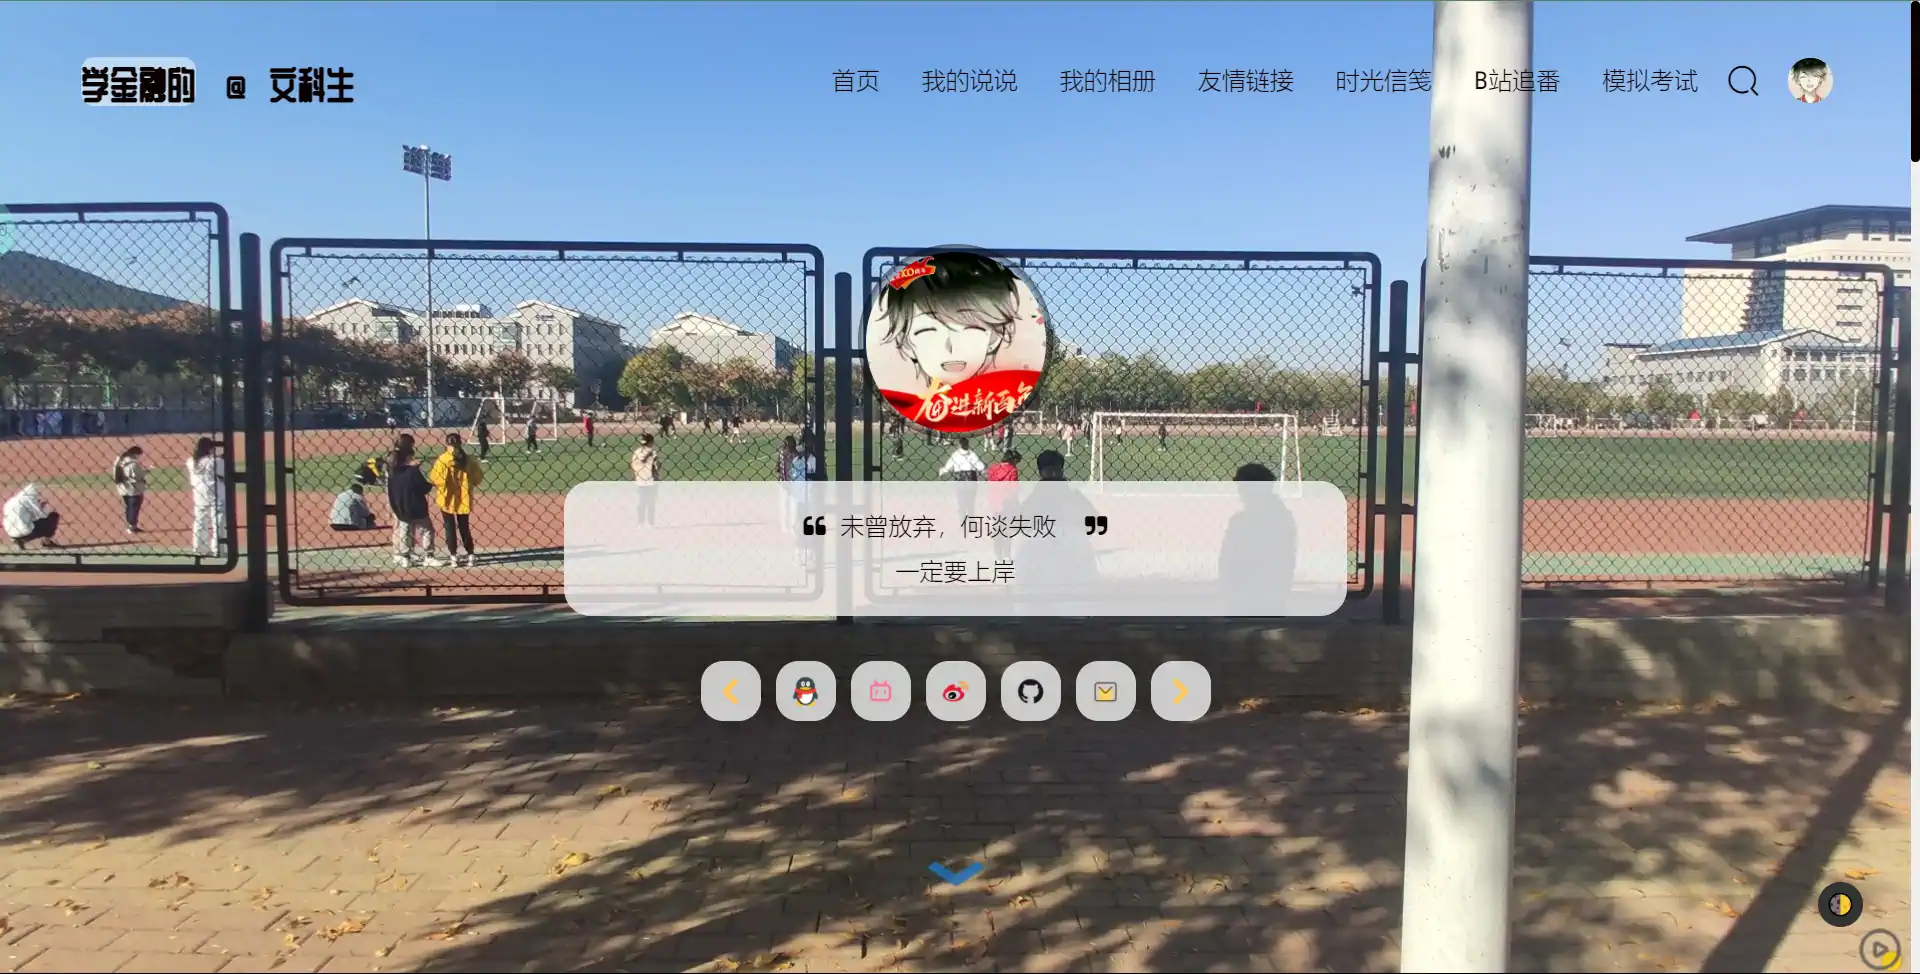 学金融的 @ 文科生
首页 我的说说 我的相册 友情链接 时光信笺 B站追番 模拟考试
奋进新百年
未曾放弃，何谈失败
一定要上岸